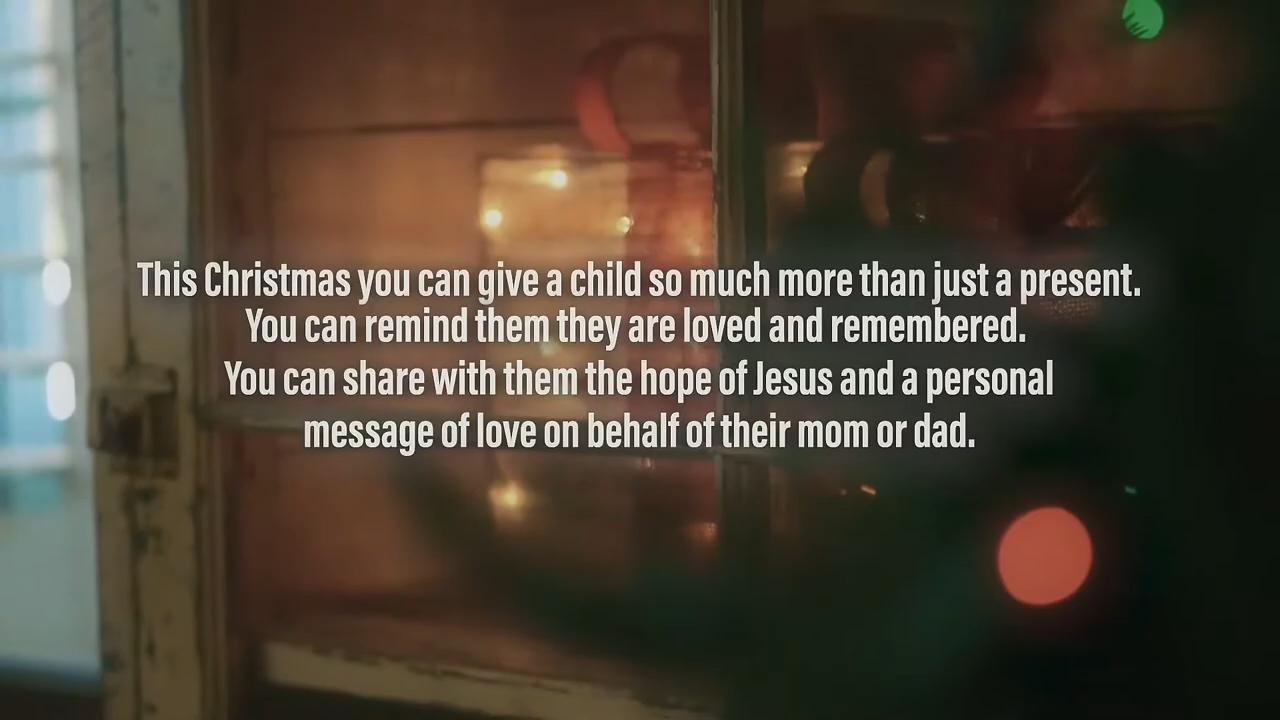 This Christmas you can give a child so much more than just a present.
You can remind them they are loved and remembered.
You can share with them the hope of Jesus and a personal
message of love on behalf of their mom or dad.